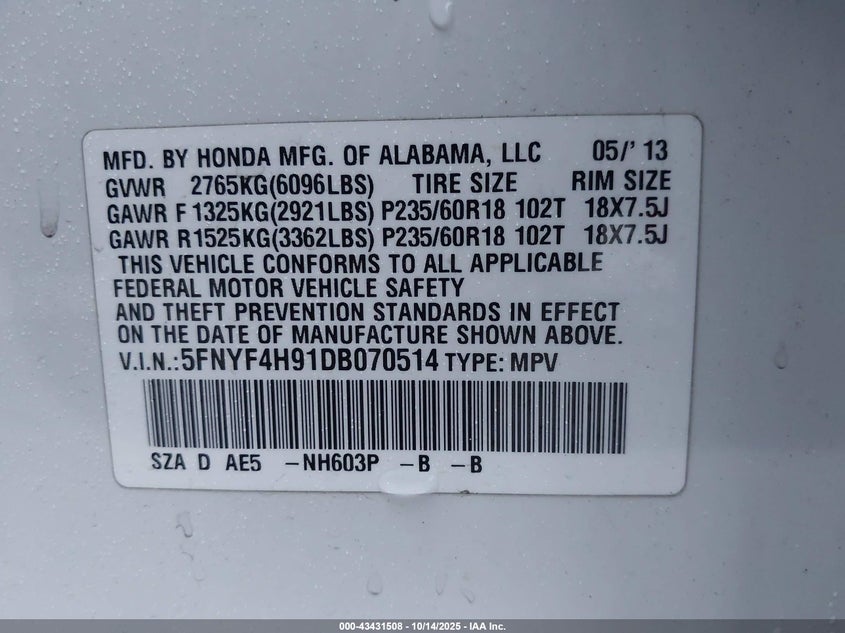 MFD. BY HONDA MFG. OF ALABAMA, LLC 05/' 13
GVWR 2765KG(6096LBS) TIRE SIZE RIM SIZE
GAWR F 1325KG(2921LBS) P235/60R18 102T 18X7.5J
GAWR R1525KG(3362LBS) P235/60R18 102T 18X7.5J
THIS VEHICLE CONFORMS TO ALL APPLICABLE
FEDERAL MOTOR VEHICLE SAFETY
AND THEFT PREVENTION STANDARDS IN EFFECT
ON THE DATE OF MANUFACTURE SHOWN ABOVE.
V.I.N.:5FNYF4H91DB070514 TYPE: MPV
SZA D AE5 -NH603P -B -B
000-43431508 - 10/14/2025 - IAA Inc.